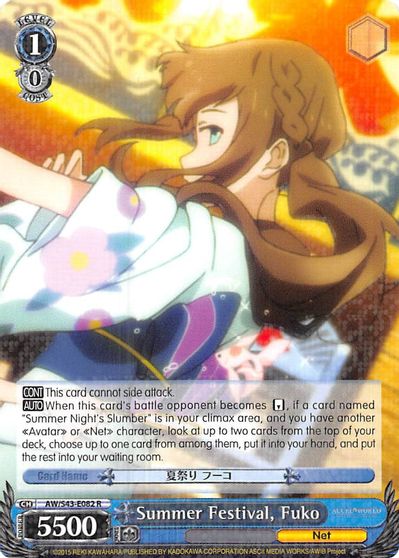 LEVEL
1
0
COST
CONT This card cannot side attack.
AUTO When this card's battle opponent becomes , if a card named
"Summer Night's Slumber" is in your climax area, and you have another
«Avatar» or «Net» character, look at up to two cards from the top of your
deck, choose up to one card from among them, put it into your hand, and put
the rest into your waiting room.
Card Name
夏祭り フーコ
CH
AW/S43-E082 R
Summer Festival, Fuko
ACCEL WORLD
POWER
5500
Net
©2015 REKI KAWAHARA/PUBLISHED BY KADOKAWA CORPORATION ASCII MEDIA WORKS/AWIB Project